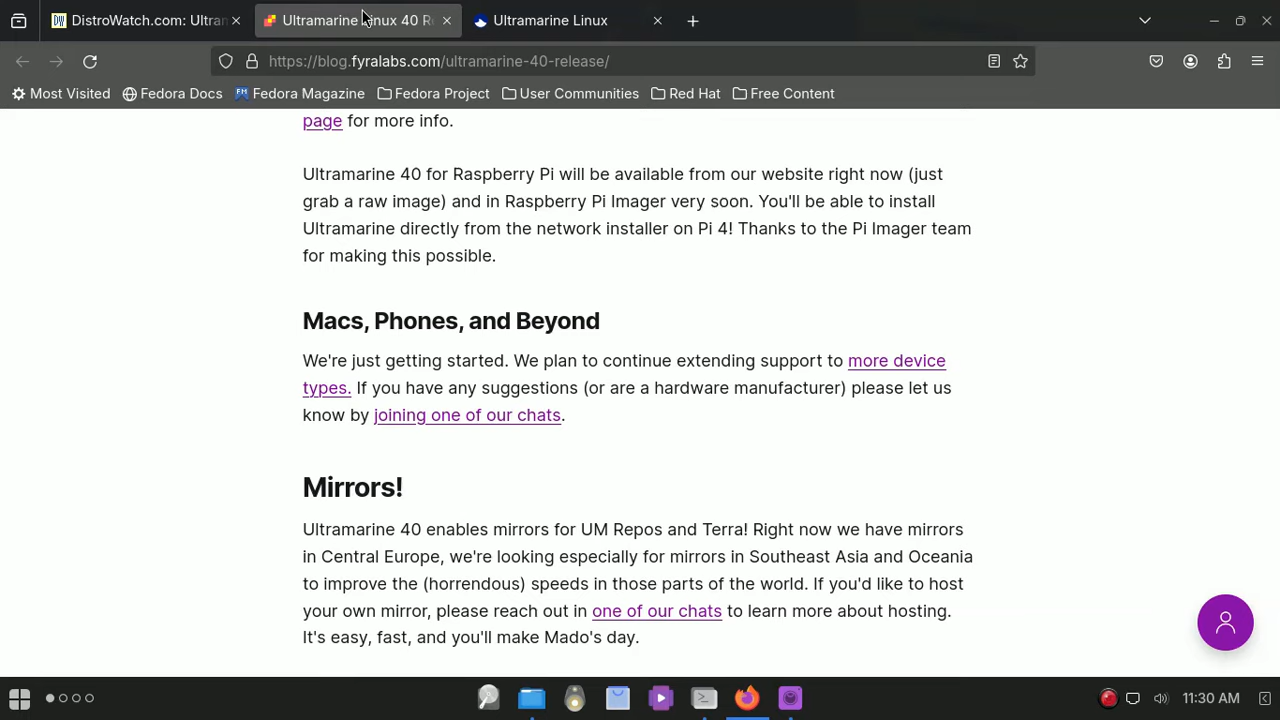 DistroWatch.com: Ultram
Ultramarine Linux 40 R
Ultramarine Linux
https://blog.fyralabs.com/ultramarine-40-release/
Most Visited
Fedora Docs
Fedora Magazine
Fedora Project
User Communities
Red Hat
Free Content
page for more info.
Ultramarine 40 for Raspberry Pi will be available from our website right now (just
grab a raw image) and in Raspberry Pi Imager very soon. You'll be able to install
Ultramarine directly from the network installer on Pi 4! Thanks to the Pi Imager team
for making this possible.
Macs, Phones, and Beyond
We're just getting started. We plan to continue extending support to more device
types. If you have any suggestions (or are a hardware manufacturer) please let us
know by joining one of our chats.
Mirrors!
Ultramarine 40 enables mirrors for UM Repos and Terra! Right now we have mirrors
in Central Europe, we're looking especially for mirrors in Southeast Asia and Oceania
to improve the (horrendous) speeds in those parts of the world. If you'd like to host
your own mirror, please reach out in one of our chats to learn more about hosting.
It's easy, fast, and you'll make Mado's day.
11:30 AM